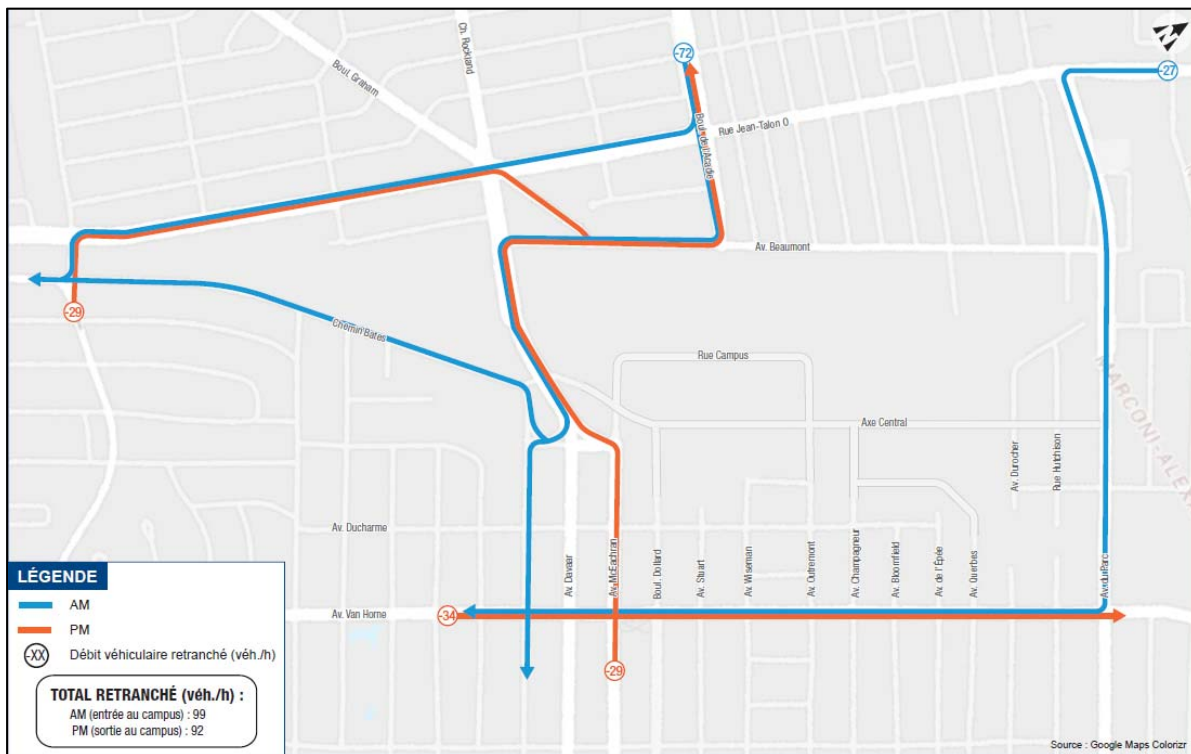 Ch. Rockland
Boul. Graham
-72
-27
Rue Jean-Talon O
Boul. de l'Acadie
Av. Beaumont
-29
Chemin Bates
Rue Campus
Axe Central
MARCONI-ALEX
Av. Durocher
Rue Hutchison
Av. Ducharme
Av. Davaar
Av. McEachran
Boul. Dollard
Av. Stuart
Av. Wiseman
Av. Outremont
Av. Champagneur
Av. Bloomfield
Av. de l'Épée
Av. Querbes
Av. du Parc
Av. Van Horne
-34
-29
LÉGENDE
AM
PM
-XX Débit véhiculaire retranché (véh./h)
TOTAL RETRANCHÉ (véh./h) :
AM (entrée au campus) : 99
PM (sortie au campus) : 92
Source : Google Maps Colorizr